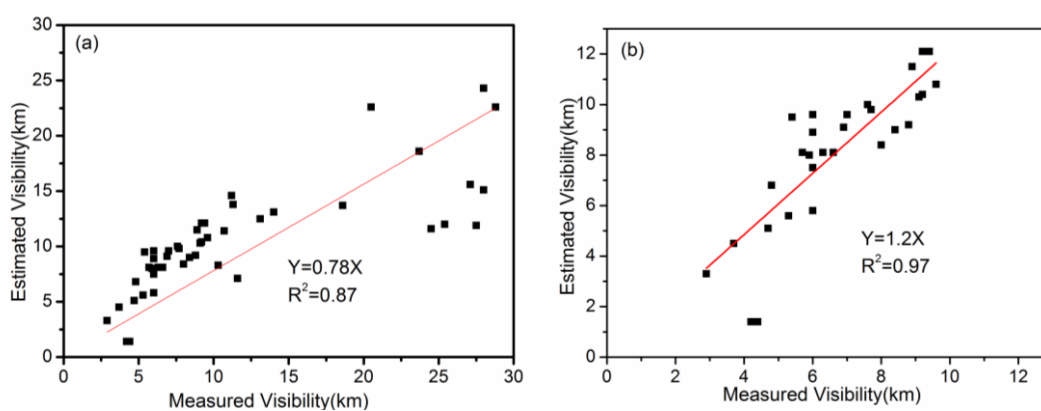 (a)
30
25
20
15
10
5
0
Estimated Visibility(km)
Y=0.78X
R²=0.87
0 5 10 15 20 25 30
Measured Visibility(km)
(b)
12
10
8
6
4
2
0
Estimated Visibility(km)
Y=1.2X
R²=0.97
0 2 4 6 8 10 12
Measured Visibility(km)